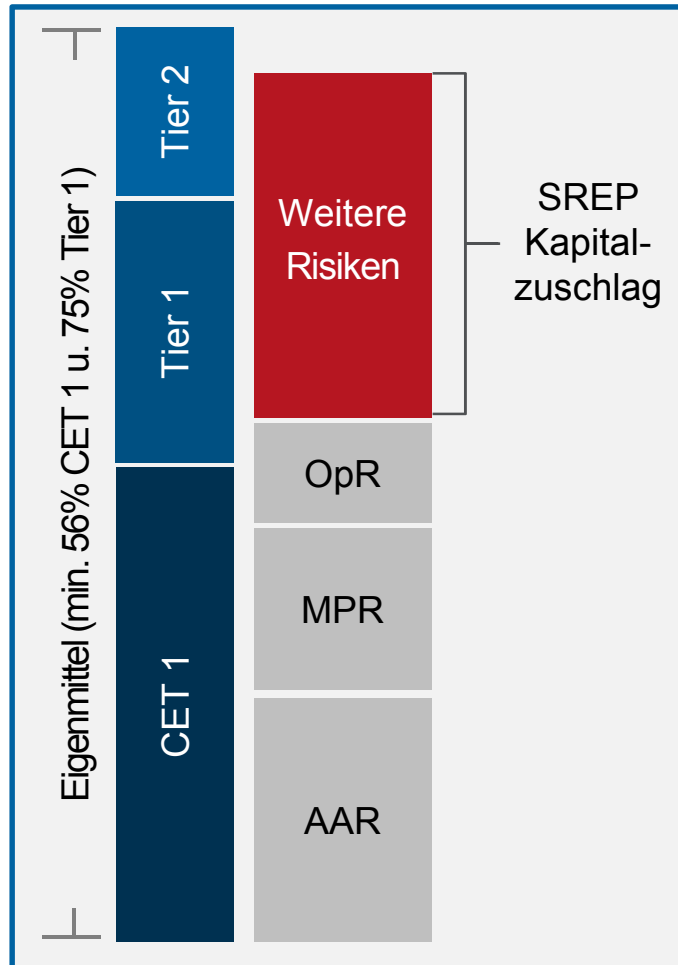 Eigenmittel (min. 56% CET 1 u. 75% Tier 1)
Tier 2
Tier 1
CET 1
Weitere
Risiken
OpR
MPR
AAR
SREP
Kapital-
zuschlag